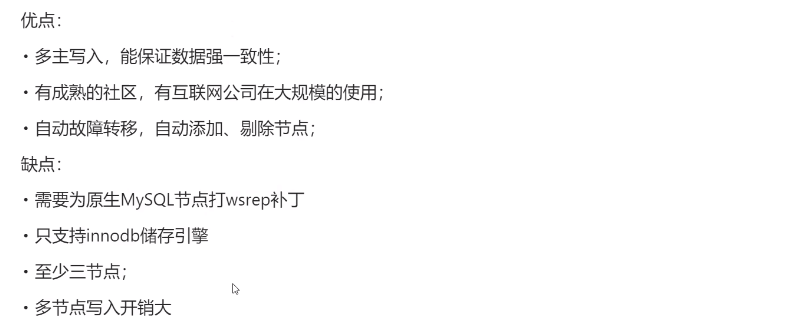 优点：
• 多主写入，能保证数据强一致性；
• 有成熟的社区，有互联网公司在大规模的使用；
• 自动故障转移，自动添加、剔除节点；
缺点：
• 需要为原生MySQL节点打wsrep补丁
• 只支持innodb储存引擎
• 至少三节点；
• 多节点写入开销大